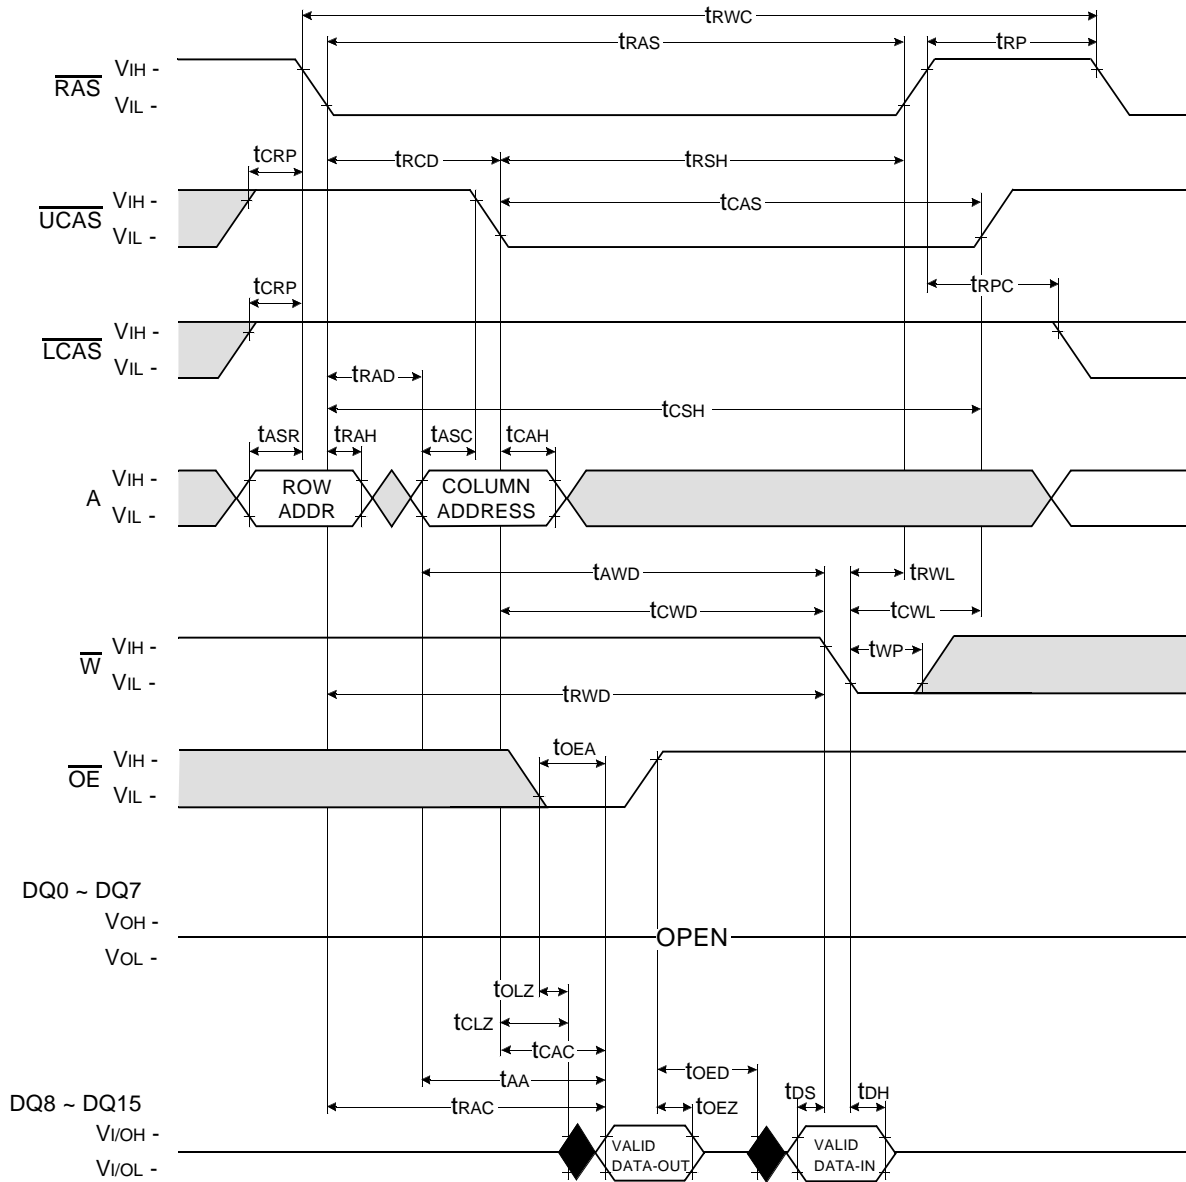 tRWC
tRAS
tRP
RAS
VIH -
VIL -
tCRP
tRCD
tRSH
UCAS
VIH -
VIL -
tCAS
tCRP
tRPC
LCAS
VIH -
VIL -
tRAD
tCSH
tASR
tRAH
tASC
tCAH
A
VIH -
VIL -
ROW
ADDR
COLUMN
ADDRESS
tAWD
tRWL
tCWD
tCWL
W
VIH -
VIL -
tWP
tRWD
OE
VIH -
VIL -
tOEA
DQ0 ~ DQ7
VOH -
VOL -
OPEN
tOLZ
tCLZ
tCAC
tOED
tAA
tDS
tDH
DQ8 ~ DQ15
tRAC
tOEZ
VI/OH -
VI/OL -
VALID
DATA-OUT
VALID
DATA-IN